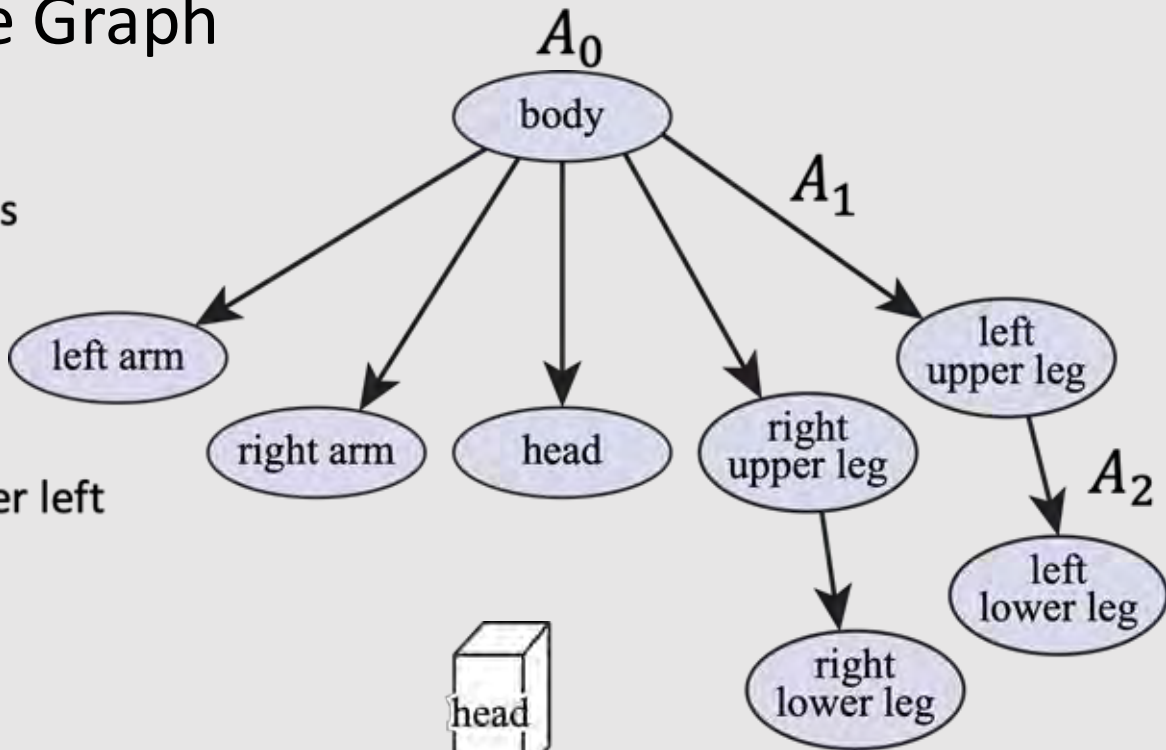 e Graph
A₀
body
A₁
s
left arm
left
upper leg
right arm
head
right
upper leg
A₂
er left
left
lower leg
right
lower leg
head